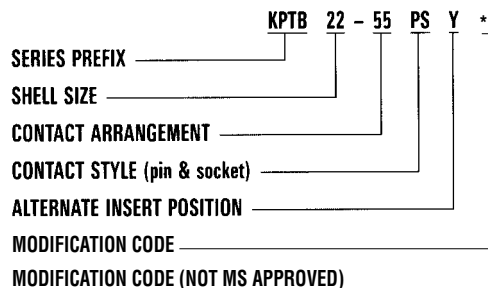 KPTB 22 – 55 PS Y *
SERIES PREFIX
SHELL SIZE
CONTACT ARRANGEMENT
CONTACT STYLE (pin & socket)
ALTERNATE INSERT POSITION
MODIFICATION CODE
MODIFICATION CODE (NOT MS APPROVED)